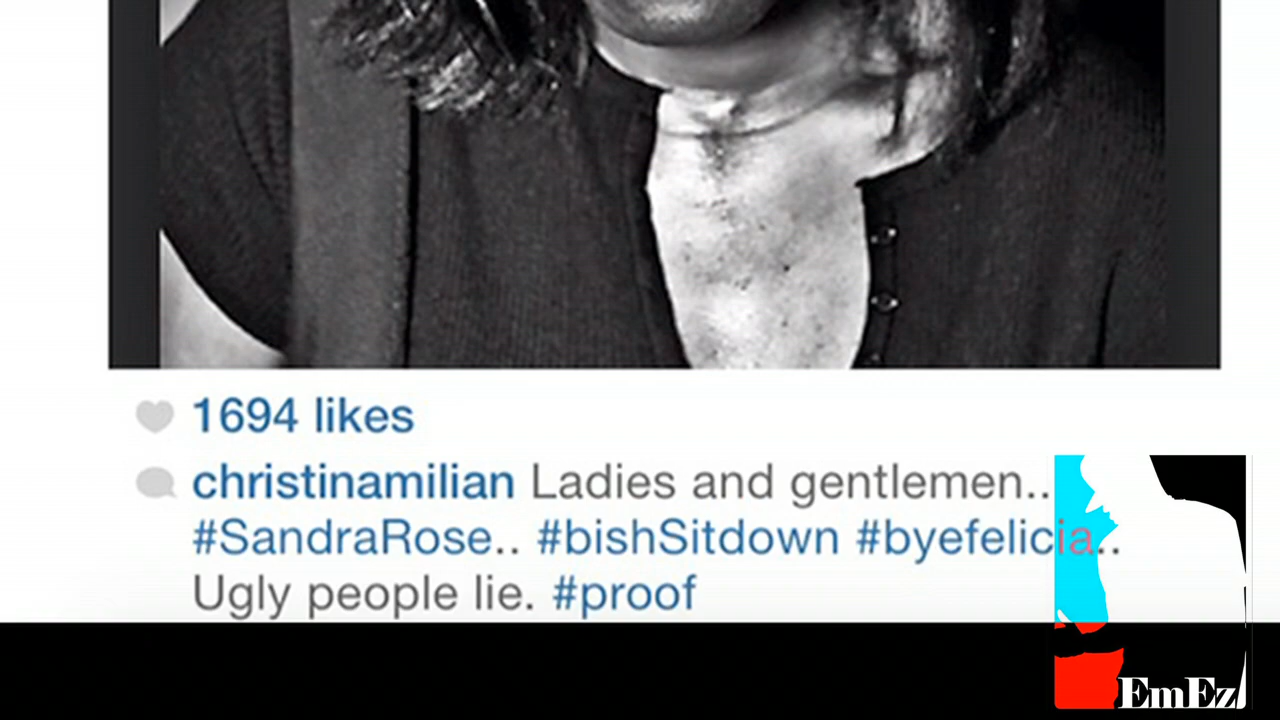 1694 likes
christinamilian Ladies and gentlemen..
#SandraRose.. #bishSitdown #byefelicia..
Ugly people lie. #proof
EmEz